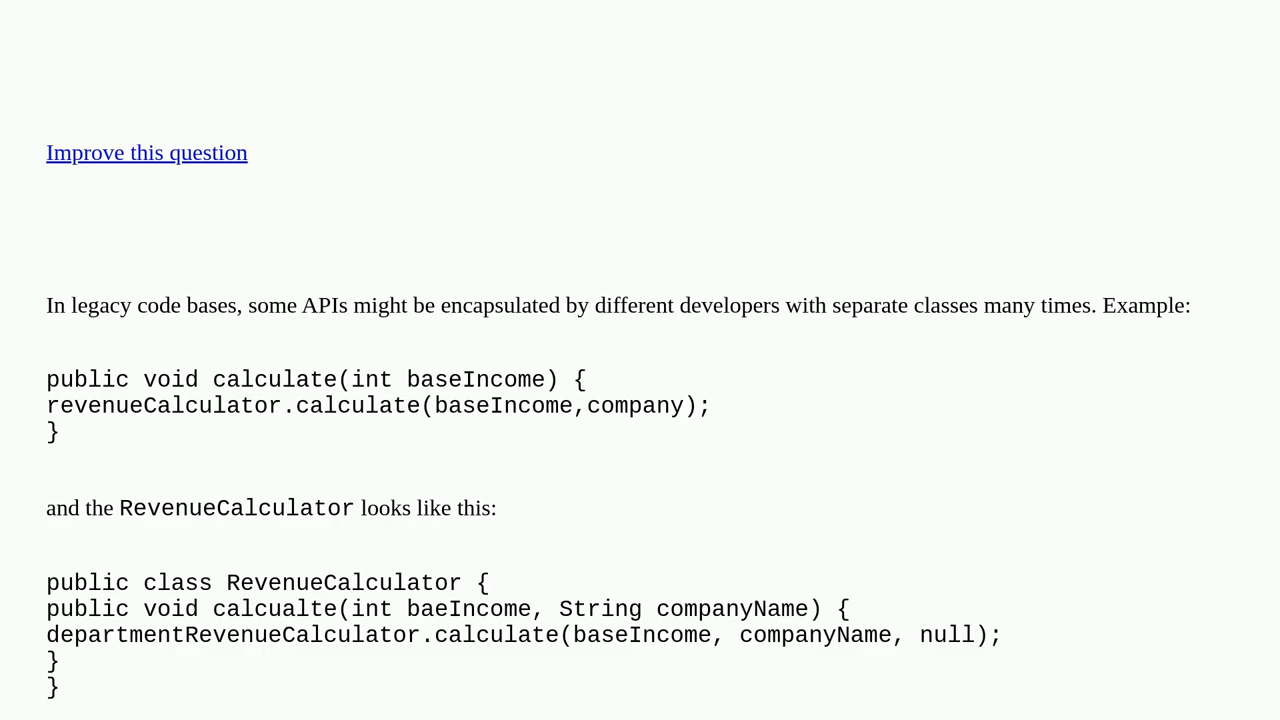 Improve this question
In legacy code bases, some APIs might be encapsulated by different developers with separate classes many times. Example:
public void calculate(int baseIncome) {
revenueCalculator.calculate(baseIncome,company);
}
and the RevenueCalculator looks like this:
public class RevenueCalculator {
public void calcualte(int baeIncome, String companyName) {
departmentRevenueCalculator.calculate(baseIncome, companyName, null);
}
}